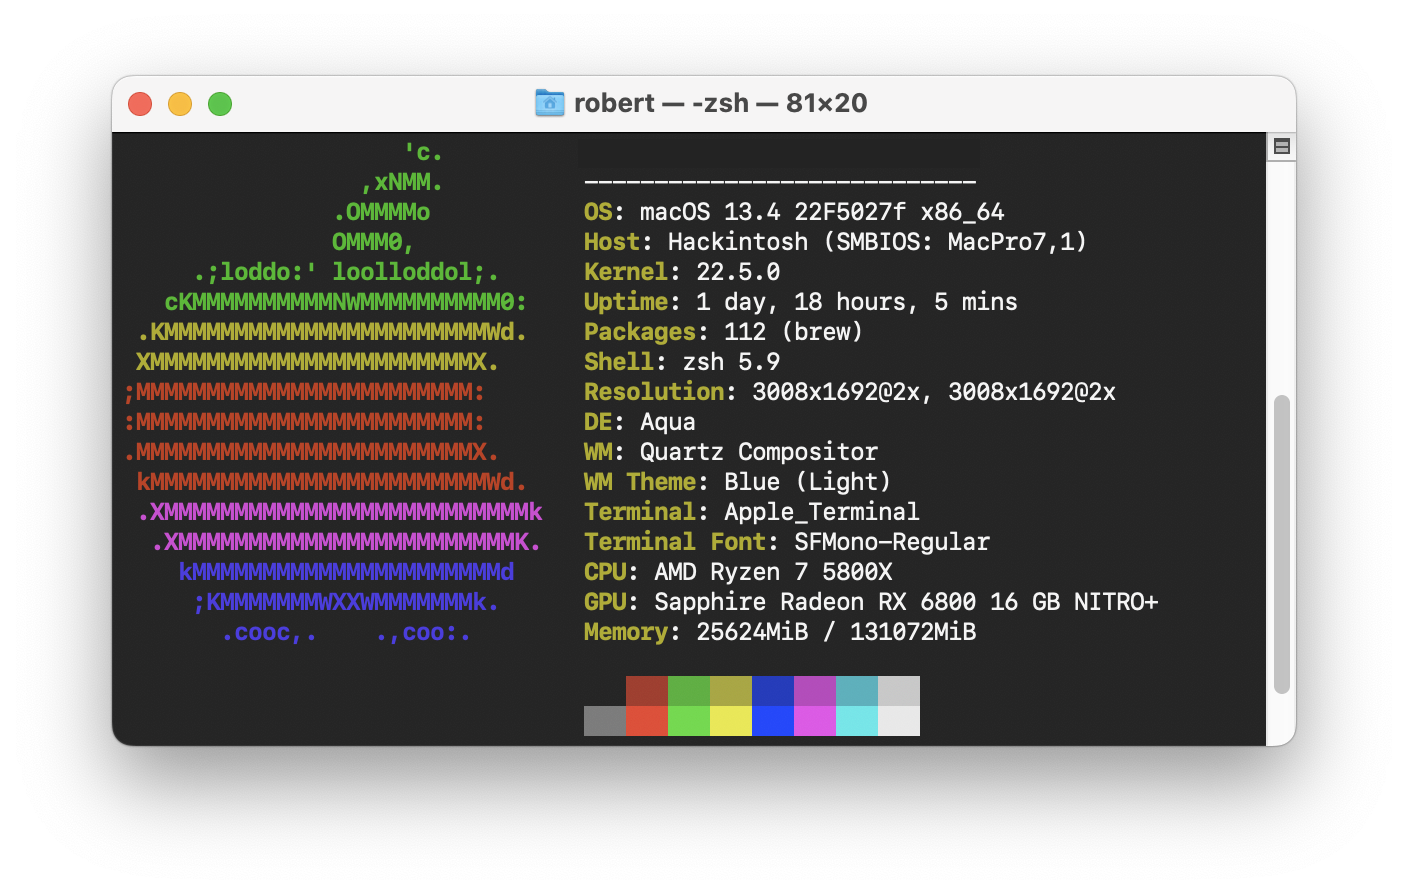 robert — -zsh — 81×20
'c.
,xNMM.
————————————————————————————
.OMMMMo OS: macOS 13.4 22F5027f x86_64
OMMM0, Host: Hackintosh (SMBIOS: MacPro7,1)
.;loddo:' loolloddol;. Kernel: 22.5.0
cKMMMMMMMMMMNWMMMMMMMMMM0: Uptime: 1 day, 18 hours, 5 mins
.KMMMMMMMMMMMMMMMMMMMMMMMWd. Packages: 112 (brew)
XMMMMMMMMMMMMMMMMMMMMMMMX. Shell: zsh 5.9
;MMMMMMMMMMMMMMMMMMMMMMMM: Resolution: 3008x1692@2x, 3008x1692@2x
:MMMMMMMMMMMMMMMMMMMMMMMM: DE: Aqua
.MMMMMMMMMMMMMMMMMMMMMMMMX. WM: Quartz Compositor
kMMMMMMMMMMMMMMMMMMMMMMMMWd. WM Theme: Blue (Light)
.XMMMMMMMMMMMMMMMMMMMMMMMMMMk Terminal: Apple_Terminal
.XMMMMMMMMMMMMMMMMMMMMMMMMK. Terminal Font: SFMono-Regular
kMMMMMMMMMMMMMMMMMMMMMMd CPU: AMD Ryzen 7 5800X
;KMMMMMMMWXXWMMMMMMMk. GPU: Sapphire Radeon RX 6800 16 GB NITRO+
.cooc,. .,coo:. Memory: 25624MiB / 131072MiB